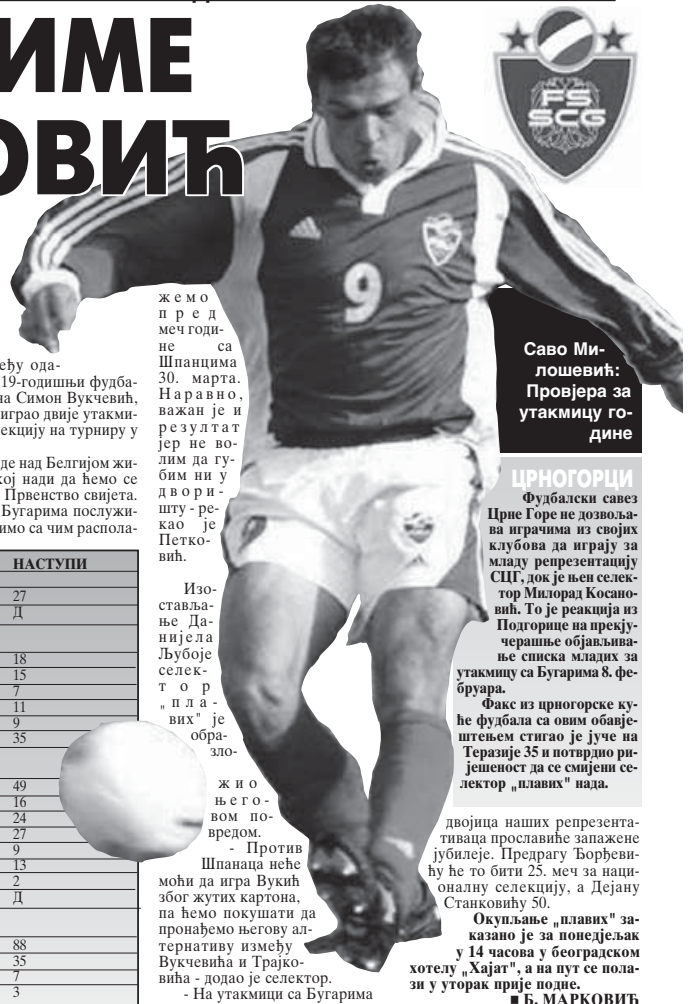 ИМЕ
ОВИЋ
FS
SCG
9
ђу ода-
19-годишњи фудба-
на Симон Вукчевић,
играо двије утакми-
екцију на турниру у
де над Белгијом жи-
кој нади да ћемо се
Првенство свијета.
Бугарима послужи-
имо са чим распола-
НАСТУПИ
27
Д
18
15
7
11
9
35
49
16
24
27
9
13
2
Д
88
35
7
3
жемо
пред
меч годи-
не са
Шпанцима
30. марта.
Наравно,
важан је и
резултат
јер не во-
лим да гу-
бим ни у
двори-
шту - ре-
као је
Петко-
вић.
Изо-
ставља-
ње Да-
нијела
Љубоје
селек-
тор
„пла-
вих" је
обра-
зло-
жио
њего-
вом по-
вредом.
- Против
Шпанаца неће
моћи да игра Вукић
због жутих картона,
па ћемо покушати да
пронађемо његову ал-
тернативу између
Вукчевића и Трајко-
вића - додао је селектор.
- На утакмици са Бугарима
Саво Ми-
лошевић:
Провјера за
утакмицу го-
дине
ЦРНОГОРЦИ
Фудбалски савез
Црне Горе не дозвоља-
ва играчима из својих
клубова да играју за
младу репрезентацију
СЦГ, док је њен селек-
тор Милорад Косано-
вић. То је реакција из
Подгорице на прекју-
черашње објављива-
ње списка младих за
утакмицу са Бугарима 8. фе-
бруара.
Факс из црногорске ку-
ће фудбала са овим обавје-
штењем стигао је јуче на
Теразије 35 и потврдио ри-
јешеност да се смијени се-
лектор „плавих" нада.
двојица наших репрезента-
тиваца прославиће запажене
јубилеје. Предрагу Ђорђеви-
ћу ће то бити 25. меч за наци-
оналну селекцију, а Дејану
Станковићу 50.
Окупљање „плавих" за-
казано је за понедјељак
у 14 часова у београдском
хотелу „Хајат", а на пут се пола-
зи у уторак прије подне.
■ Б. МАРКОВИЋ